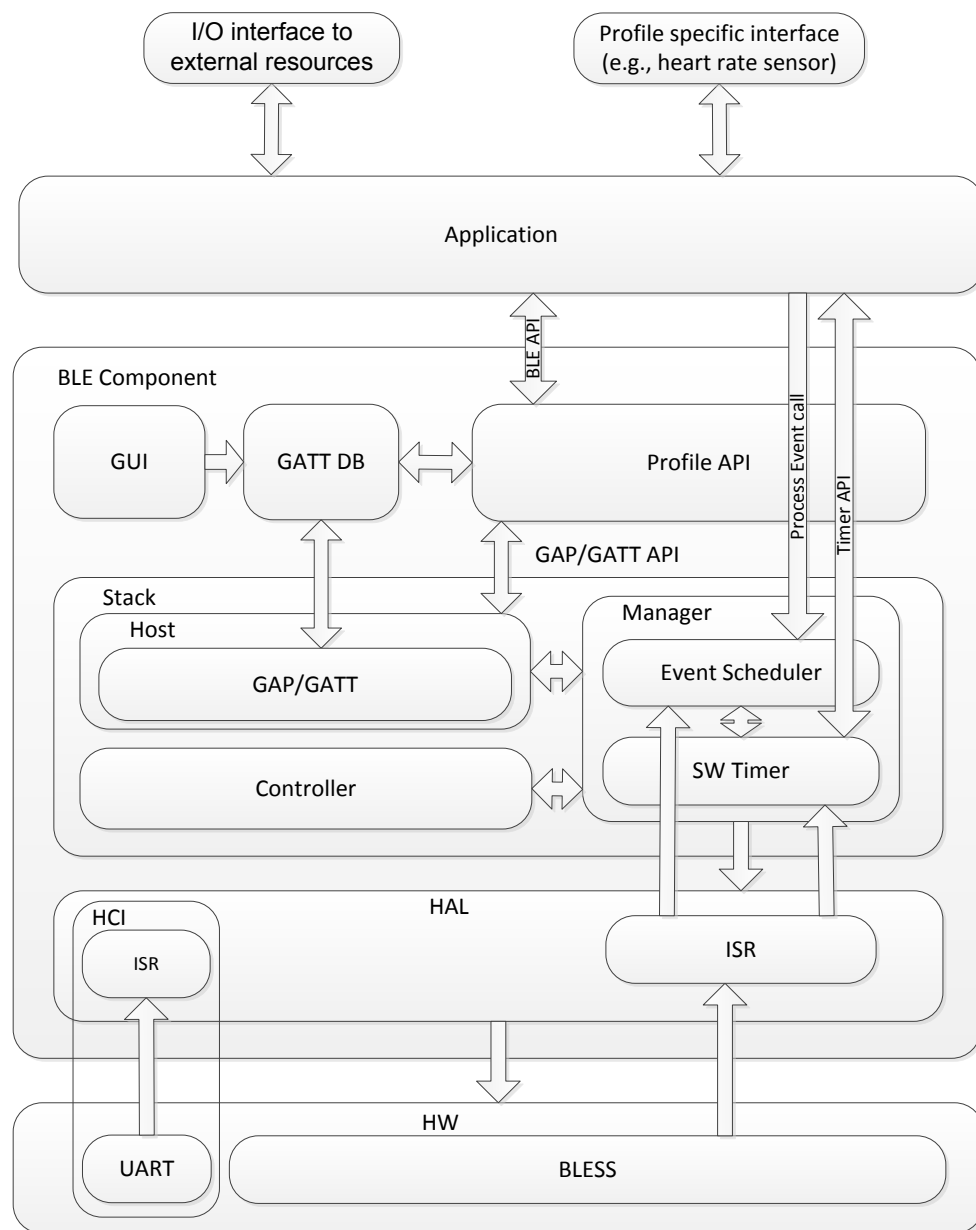 I/O interface to
external resources
Profile specific interface
(e.g., heart rate sensor)
Application
BLE API
Process Event call
Timer API
BLE Component
GUI
GATT DB
Profile API
GAP/GATT API
Stack
Host
GAP/GATT
Manager
Event Scheduler
Controller
SW Timer
HAL
HCI
ISR
ISR
HW
UART
BLESS